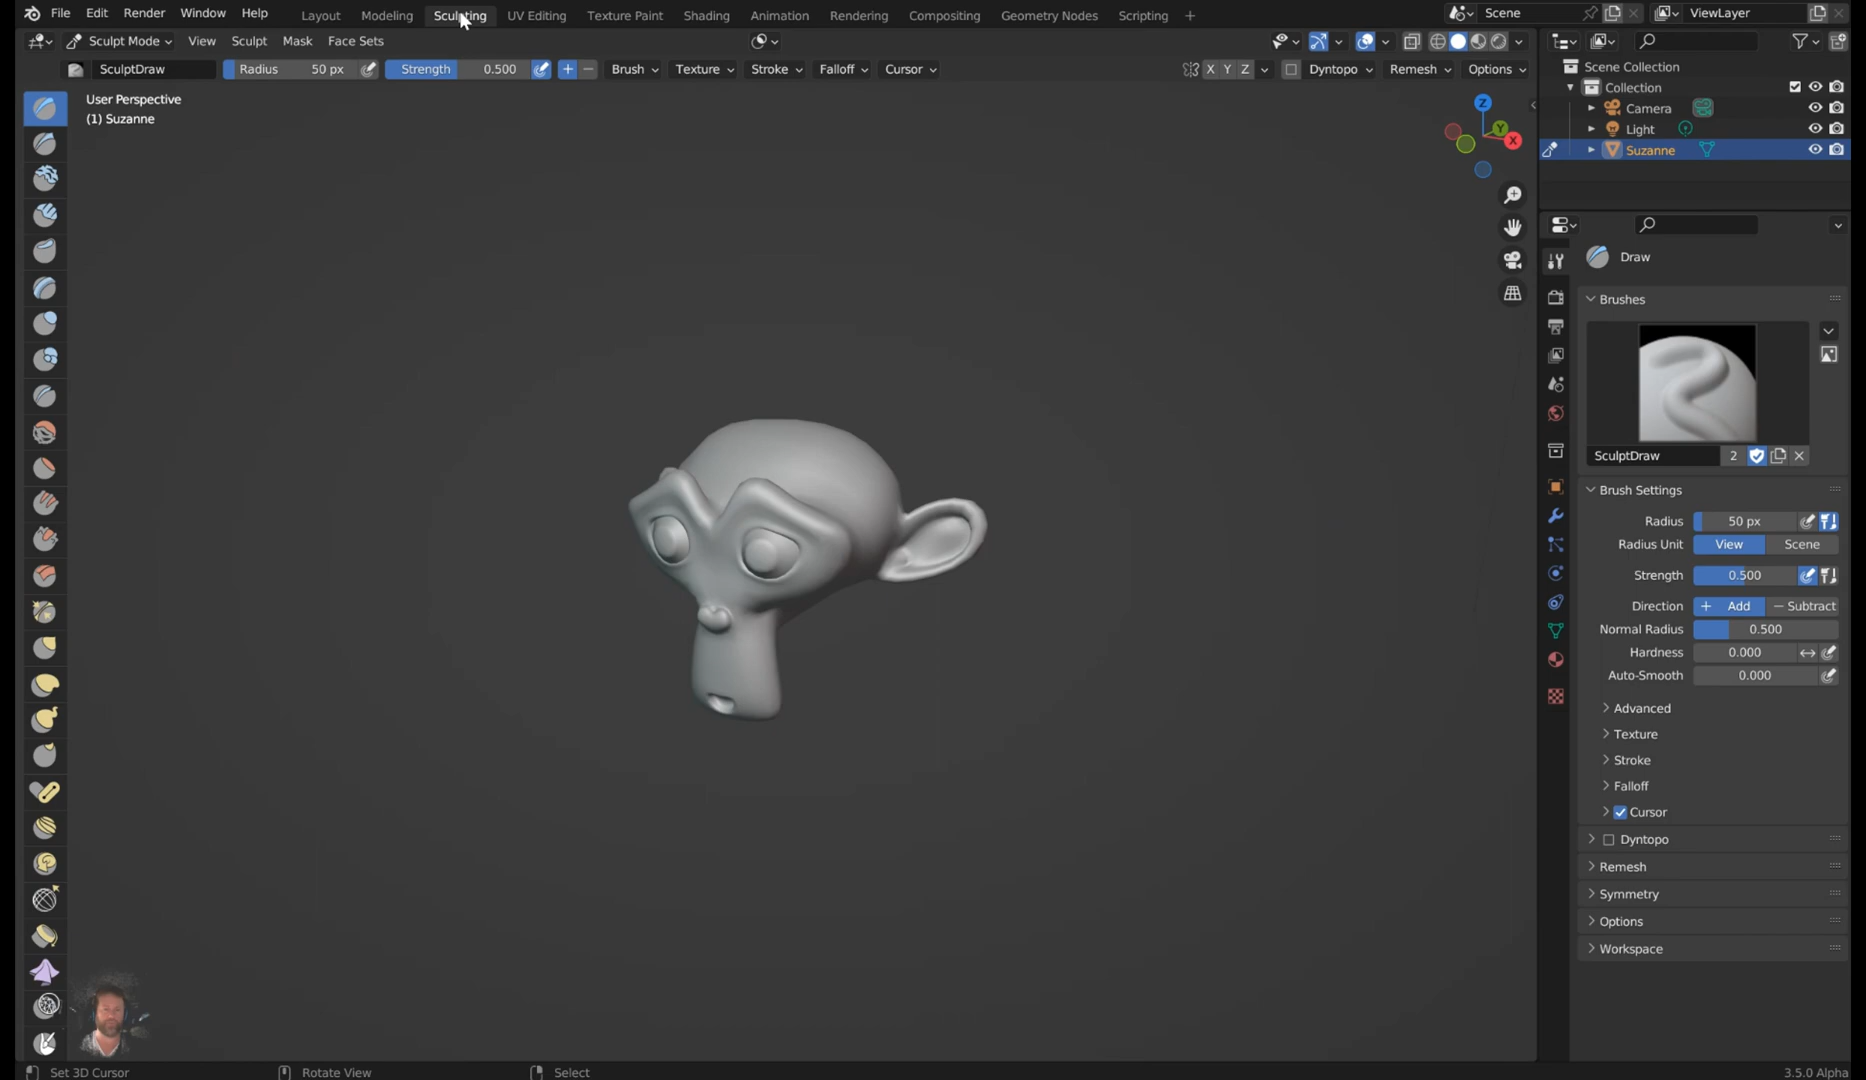 File Edit Render Window Help Layout Modeling Sculpting UV Editing Texture Paint Shading Animation Rendering Compositing Geometry Nodes Scripting + Scene ViewLayer
Sculpt Mode View Sculpt Mask Face Sets
SculptDraw Radius 50 px Strength 0.500 + − Brush Texture Stroke Falloff Cursor X Y Z Dyntopo Remesh Options
User Perspective
(1) Suzanne
Z
Y
X
Scene Collection
Collection
Camera
Light
Suzanne
Draw
Brushes
SculptDraw 2
Brush Settings
Radius 50 px
Radius Unit View Scene
Strength 0.500
Direction + Add − Subtract
Normal Radius 0.500
Hardness 0.000
Auto-Smooth 0.000
Advanced
Texture
Stroke
Falloff
Cursor
Dyntopo
Remesh
Symmetry
Options
Workspace
Set 3D Cursor Rotate View Select 3.5.0 Alpha